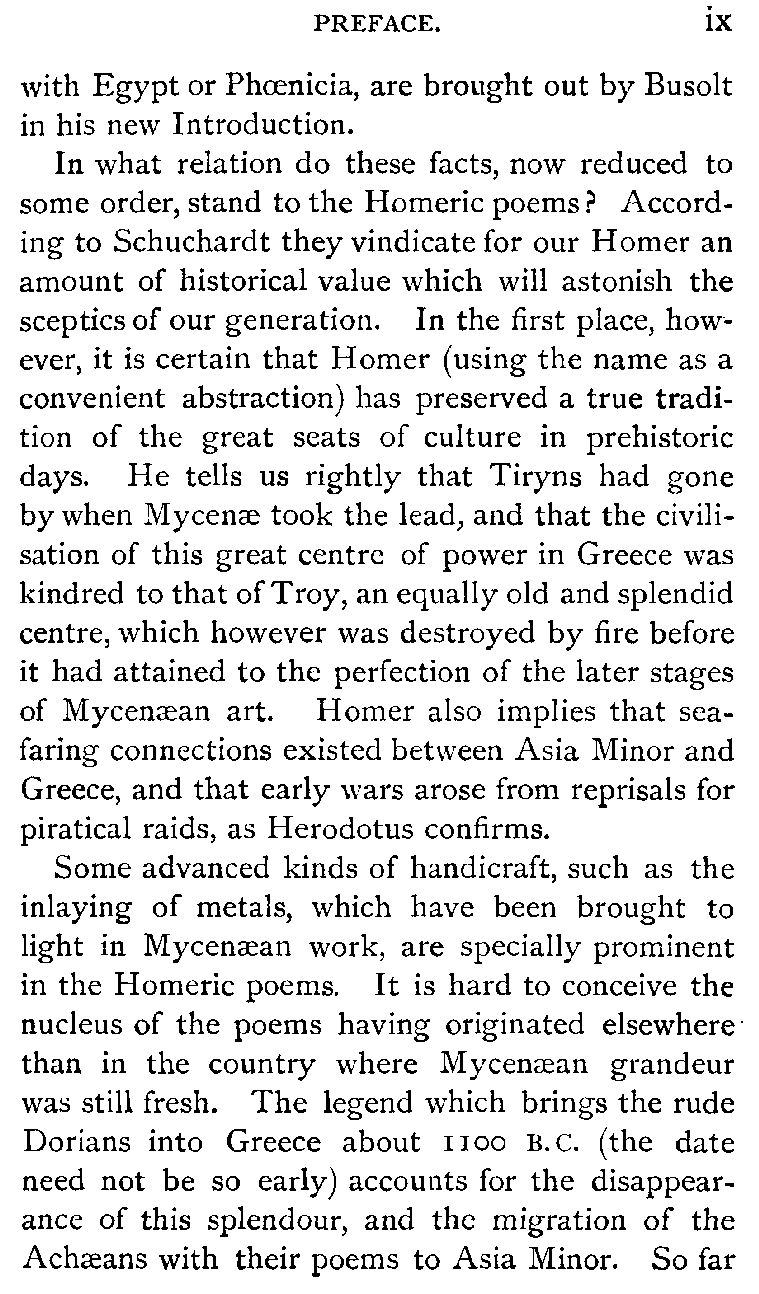 PREFACE. ix
with Egypt or Phœnicia, are brought out by Busolt
in his new Introduction.
In what relation do these facts, now reduced to
some order, stand to the Homeric poems? Accord-
ing to Schuchardt they vindicate for our Homer an
amount of historical value which will astonish the
sceptics of our generation. In the first place, how-
ever, it is certain that Homer (using the name as a
convenient abstraction) has preserved a true tradi-
tion of the great seats of culture in prehistoric
days. He tells us rightly that Tiryns had gone
by when Mycenæ took the lead, and that the civili-
sation of this great centre of power in Greece was
kindred to that of Troy, an equally old and splendid
centre, which however was destroyed by fire before
it had attained to the perfection of the later stages
of Mycenæan art. Homer also implies that sea-
faring connections existed between Asia Minor and
Greece, and that early wars arose from reprisals for
piratical raids, as Herodotus confirms.
Some advanced kinds of handicraft, such as the
inlaying of metals, which have been brought to
light in Mycenæan work, are specially prominent
in the Homeric poems. It is hard to conceive the
nucleus of the poems having originated elsewhere
than in the country where Mycenæan grandeur
was still fresh. The legend which brings the rude
Dorians into Greece about 1100 B.C. (the date
need not be so early) accounts for the disappear-
ance of this splendour, and the migration of the
Achæans with their poems to Asia Minor. So far